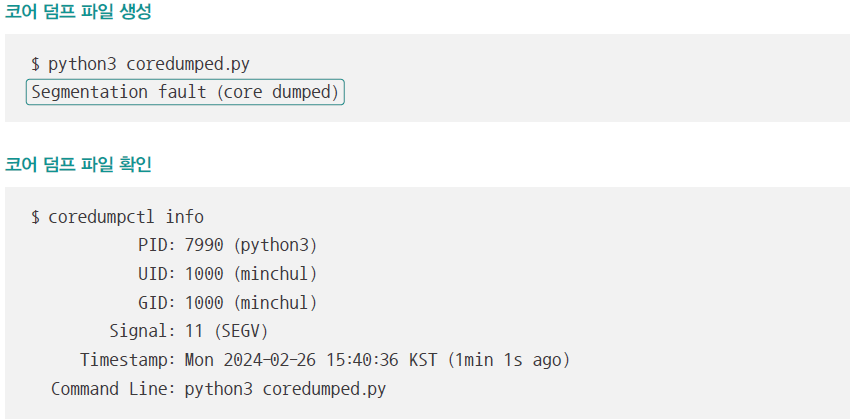 코어 덤프 파일 생성
$ python3 coredumped.py
Segmentation fault (core dumped)
코어 덤프 파일 확인
$ coredumpctl info
PID: 7990 (python3)
UID: 1000 (minchul)
GID: 1000 (minchul)
Signal: 11 (SEGV)
Timestamp: Mon 2024-02-26 15:40:36 KST (1min 1s ago)
Command Line: python3 coredumped.py